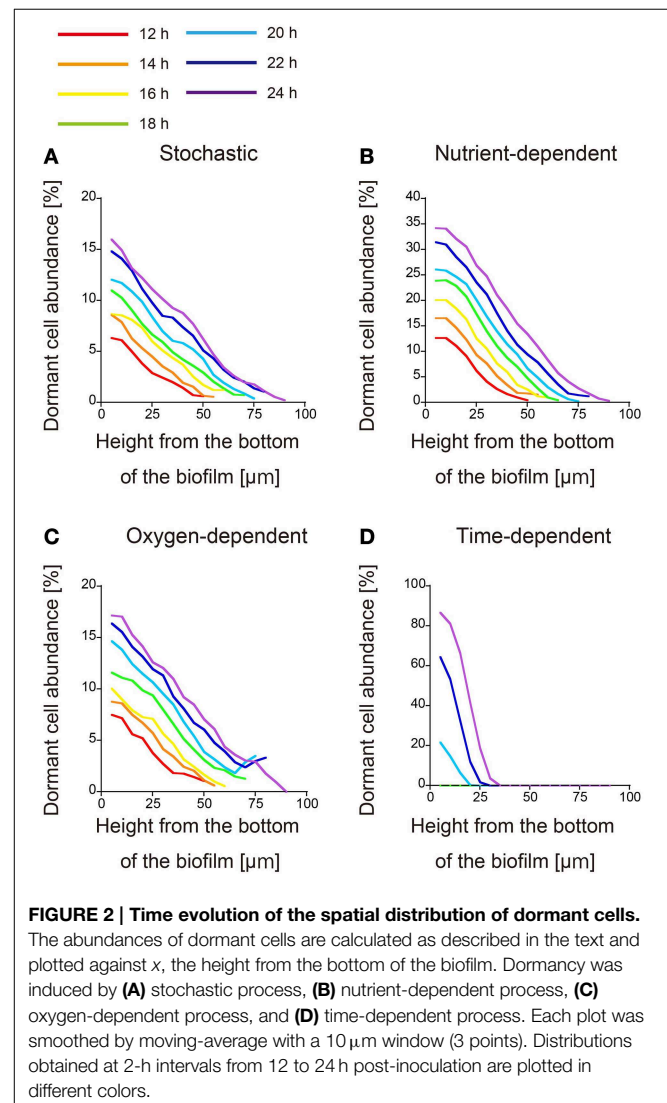 12 h
20 h
14 h
22 h
16 h
24 h
18 h
A
Stochastic
Dormant cell abundance [%]
20
15
10
5
0
0
25
50
75
100
Height from the bottom
of the biofilm [μm]
B
Nutrient-dependent
Dormant cell abundance [%]
40
35
30
25
20
15
10
5
0
0
25
50
75
100
Height from the bottom
of the biofilm [μm]
C
Oxygen-dependent
Dormant cell abundance [%]
20
15
10
5
0
0
25
50
75
100
Height from the bottom
of the biofilm [μm]
D
Time-dependent
Dormant cell abundance [%]
100
80
60
40
20
0
0
25
50
75
100
Height from the bottom
of the biofilm [μm]
FIGURE 2 | Time evolution of the spatial distribution of dormant cells.
The abundances of dormant cells are calculated as described in the text and
plotted against x, the height from the bottom of the biofilm. Dormancy was
induced by (A) stochastic process, (B) nutrient-dependent process, (C)
oxygen-dependent process, and (D) time-dependent process. Each plot was
smoothed by moving-average with a 10 μm window (3 points). Distributions
obtained at 2-h intervals from 12 to 24 h post-inoculation are plotted in
different colors.